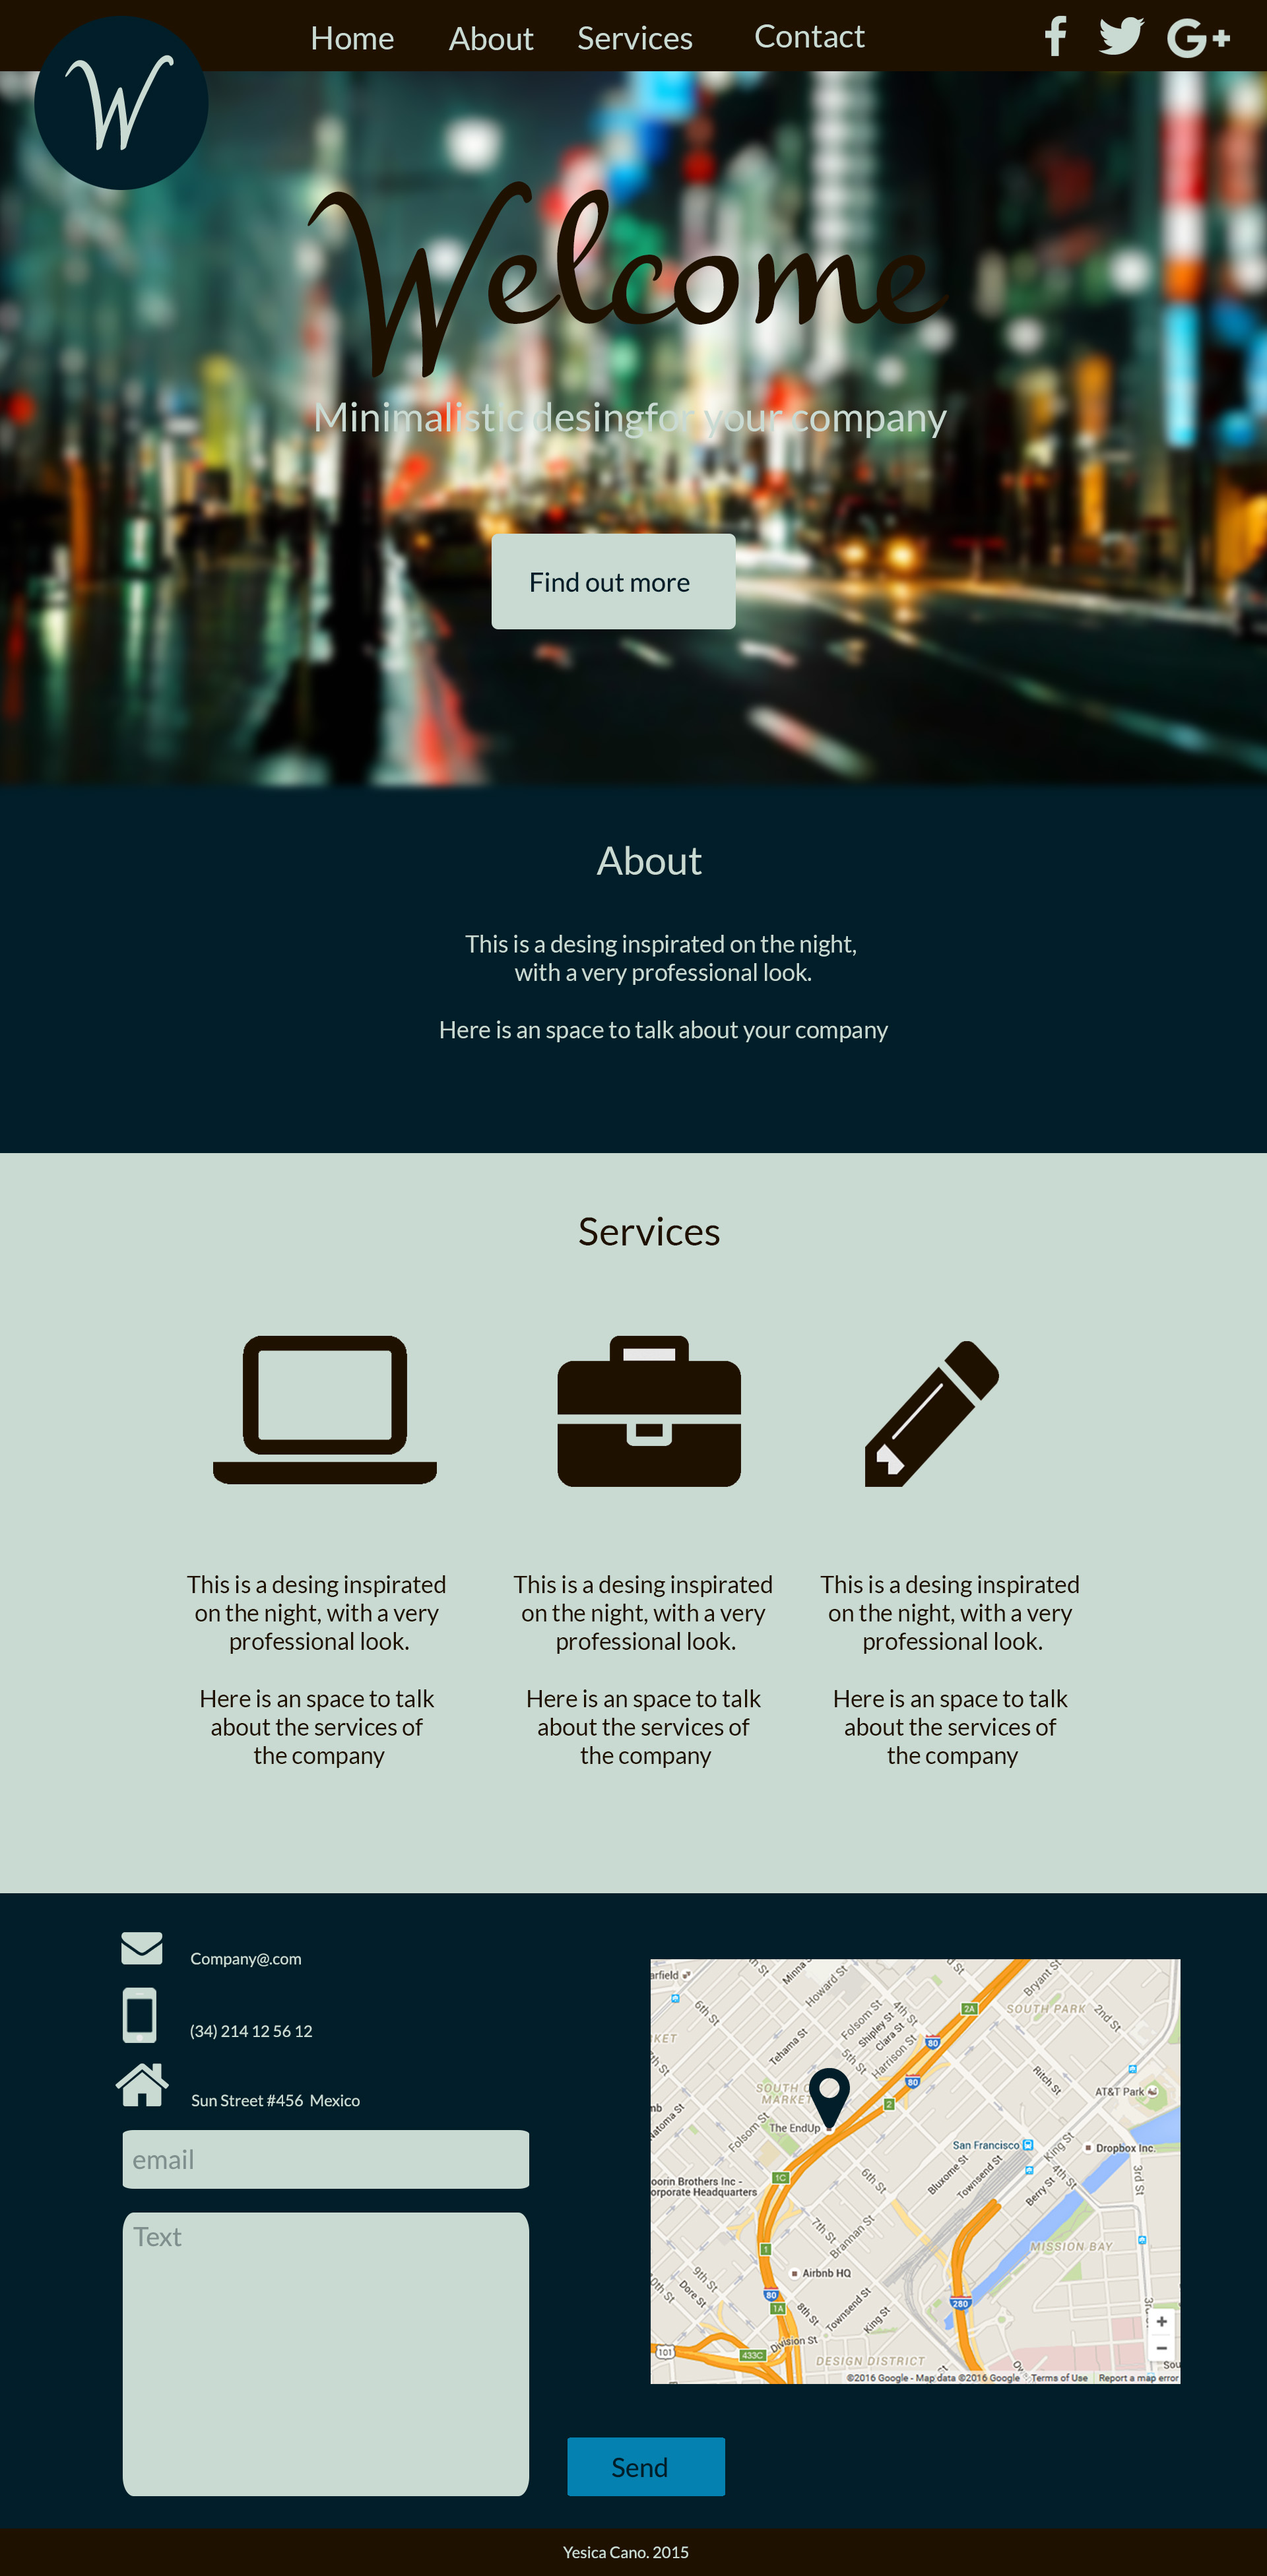 Home About Services Contact
W
Welcome
Minimalistic desingfor your company
Find out more
About
This is a desing inspirated on the night,
with a very professional look.
Here is an space to talk about your company
Services
This is a desing inspirated
on the night, with a very
professional look.
Here is an space to talk
about the services of
the company
This is a desing inspirated
on the night, with a very
professional look.
Here is an space to talk
about the services of
the company
This is a desing inspirated
on the night, with a very
professional look.
Here is an space to talk
about the services of
the company
Company@.com
(34) 214 12 56 12
Sun Street #456 Mexico
email
Text
arfield
Minna
Howard St
6th St
Tehama St
Folsom St
Shipley St
Clara St
4th St
5th St
Harrison St
2A
80
SOUTH PARK
Bryant St
2nd St
Ritch St
AT&T Park
80
2
The EndUp
Folsom St
San Francisco
King St
Dropbox Inc.
1C
oorin Brothers Inc -
orporate Headquarters
6th St
Bluxome St
Townsend St
Berry St
4th St
3rd St
7th St
Brannan St
MISSION BAY
1
Airbnb HQ
9th St
Dore St
80
1A
8th St
Townsend St
King St
280
101
433C
Division St
DESIGN DISTRICT
©2016 Google - Map data ©2016 Google Terms of Use Report a map error
Send
Yesica Cano. 2015